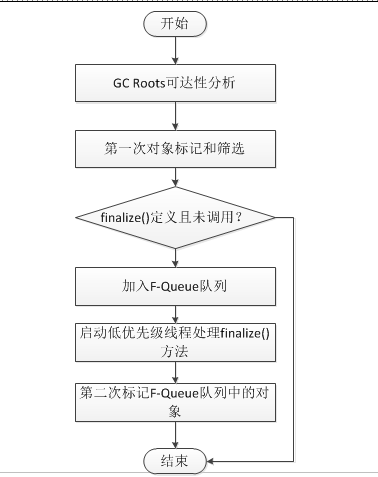 开始
GC Roots可达性分析
第一次对象标记和筛选
finalize()定义且未调用？
加入F-Queue队列
启动低优先级线程处理finalize()
方法
第二次标记F-Queue队列中的对
象
结束